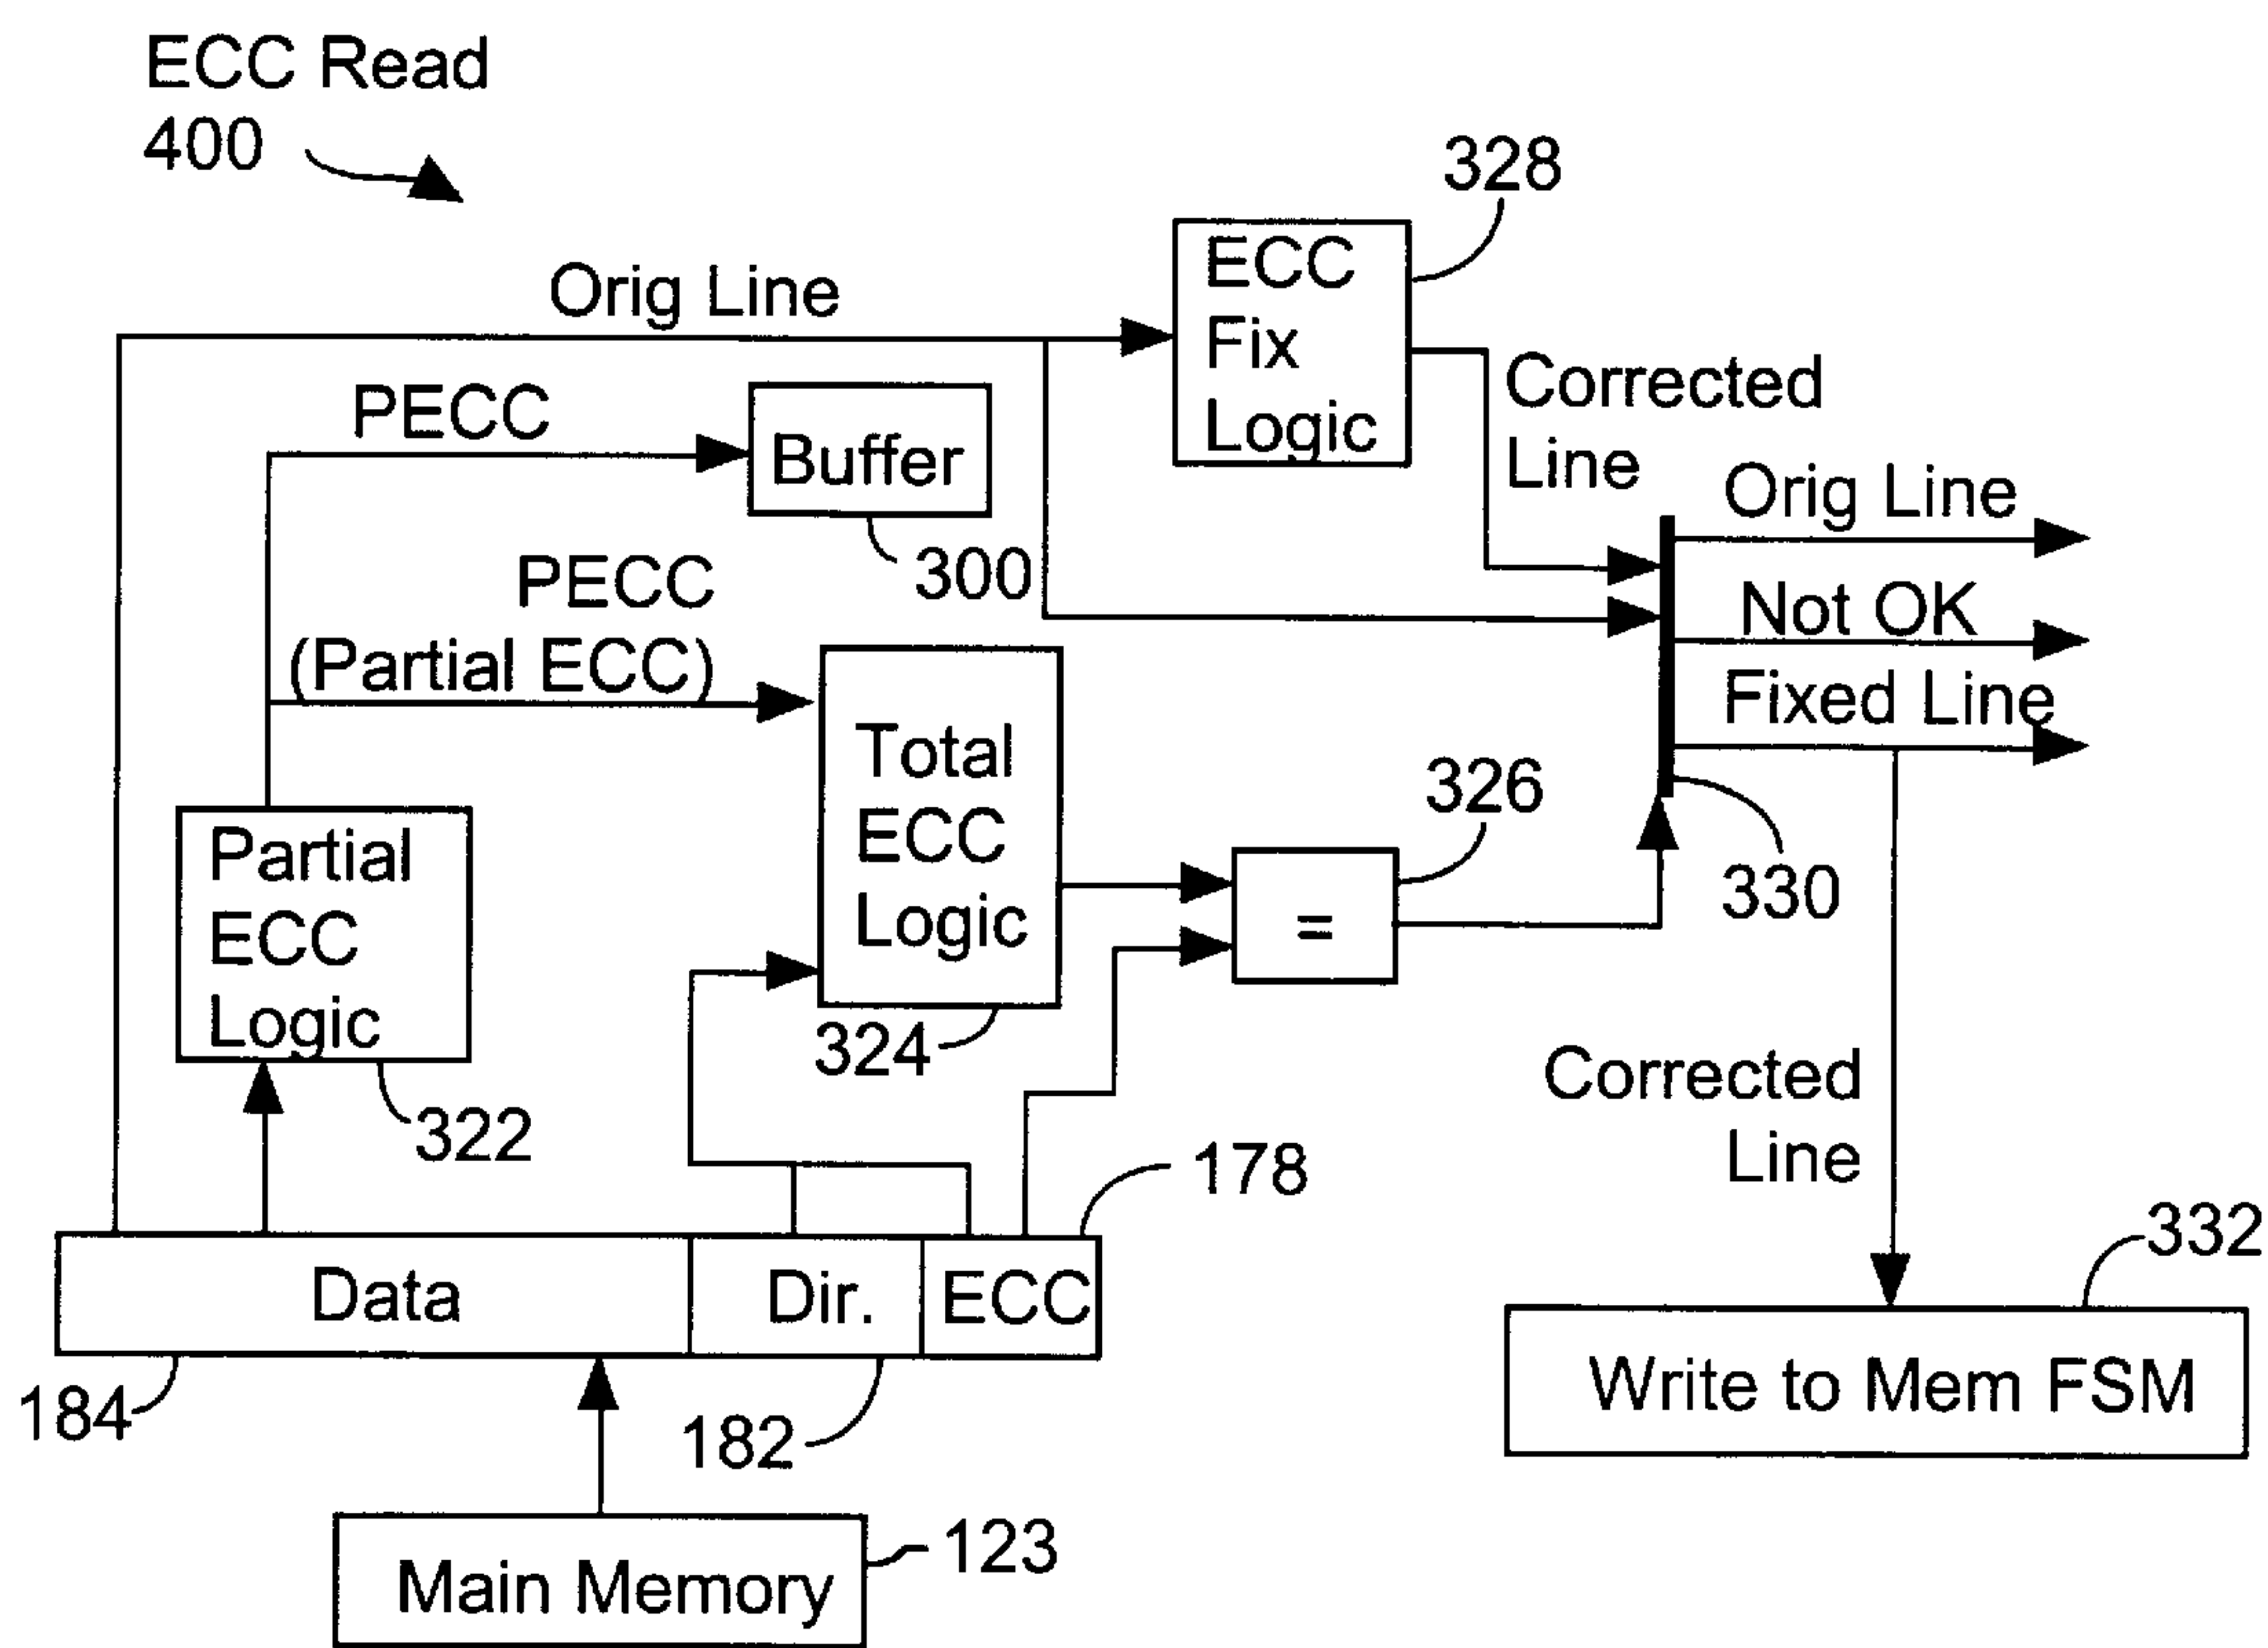 ECC Read
400
328
ECC
Fix
Logic
Orig Line
Corrected
Line
PECC
Buffer
300
Orig Line
Not OK
Fixed Line
PECC
(Partial ECC)
Total
ECC
Logic
324
326
=
330
Partial
ECC
Logic
322
Corrected
Line
178
332
Data
Dir.
ECC
Write to Mem FSM
184
182
123
Main Memory